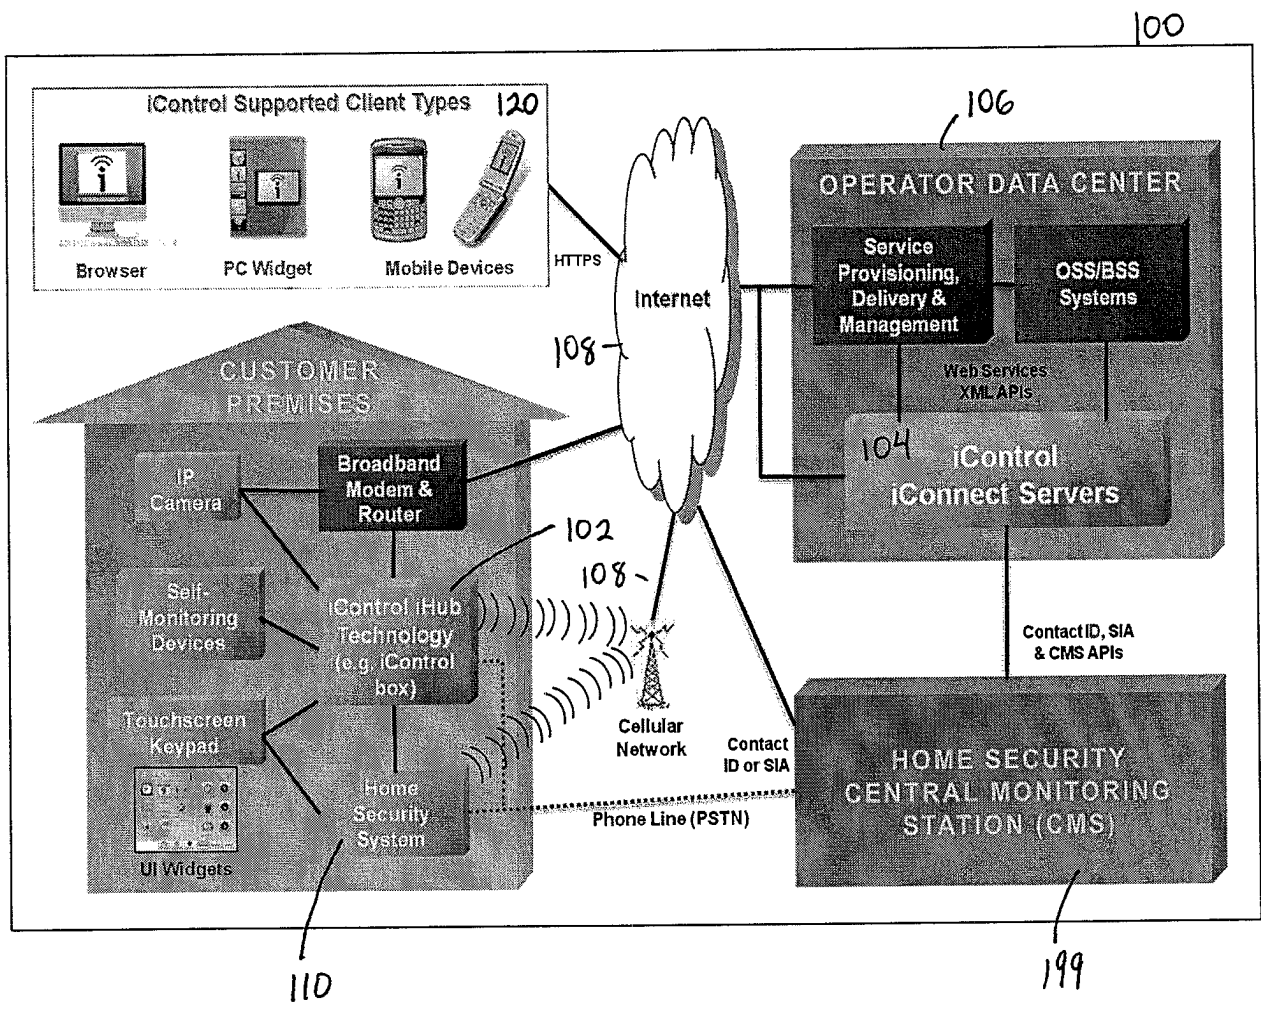 100
iControl Supported Client Types 120
Browser
PC Widget
Mobile Devices
HTTPS
Internet
108
106
OPERATOR DATA CENTER
Service
Provisioning,
Delivery &
Management
OSS/BSS
Systems
Web Services
XML APIs
104
iControl
iConnect Servers
CUSTOMER
PREMISES
IP
Camera
Broadband
Modem &
Router
102
108
Self-
Monitoring
Devices
iControl iHub
Technology
(e.g, iControl
box)
Touchscreen
Keypad
UI Widgets
Home
Security
System
Cellular
Network
Contact
ID or SIA
Phone Line (PSTN)
Contact ID, SIA
& CMS APIs
HOME SECURITY
CENTRAL MONITORING
STATION (CMS)
110
199